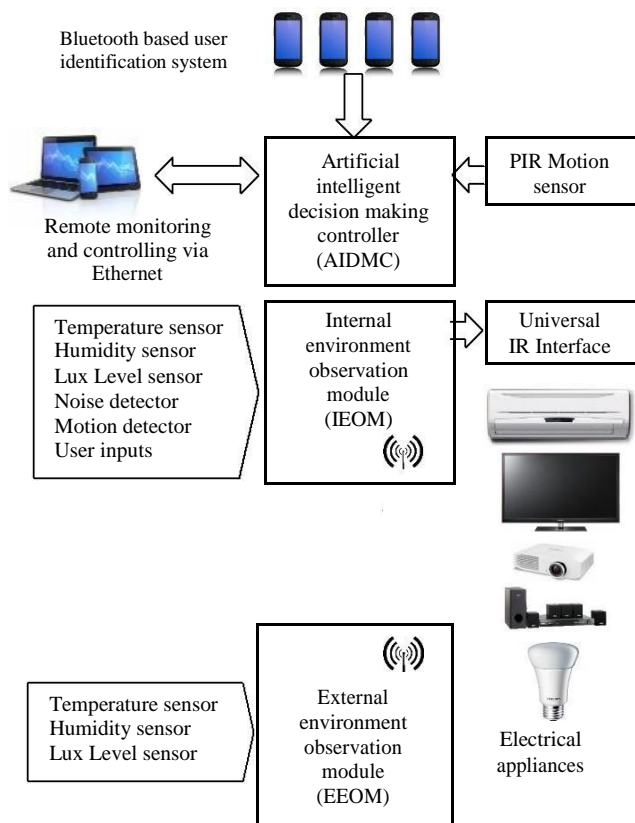 Bluetooth based user
identification system
Artificial
intelligent
decision making
controller
(AIDMC)
PIR Motion
sensor
Remote monitoring
and controlling via
Ethernet
Temperature sensor
Humidity sensor
Lux Level sensor
Noise detector
Motion detector
User inputs
Internal
environment
observation
module
(IEOM)
Universal
IR Interface
Temperature sensor
Humidity sensor
Lux Level sensor
External
environment
observation
module
(EEOM)
Electrical
appliances